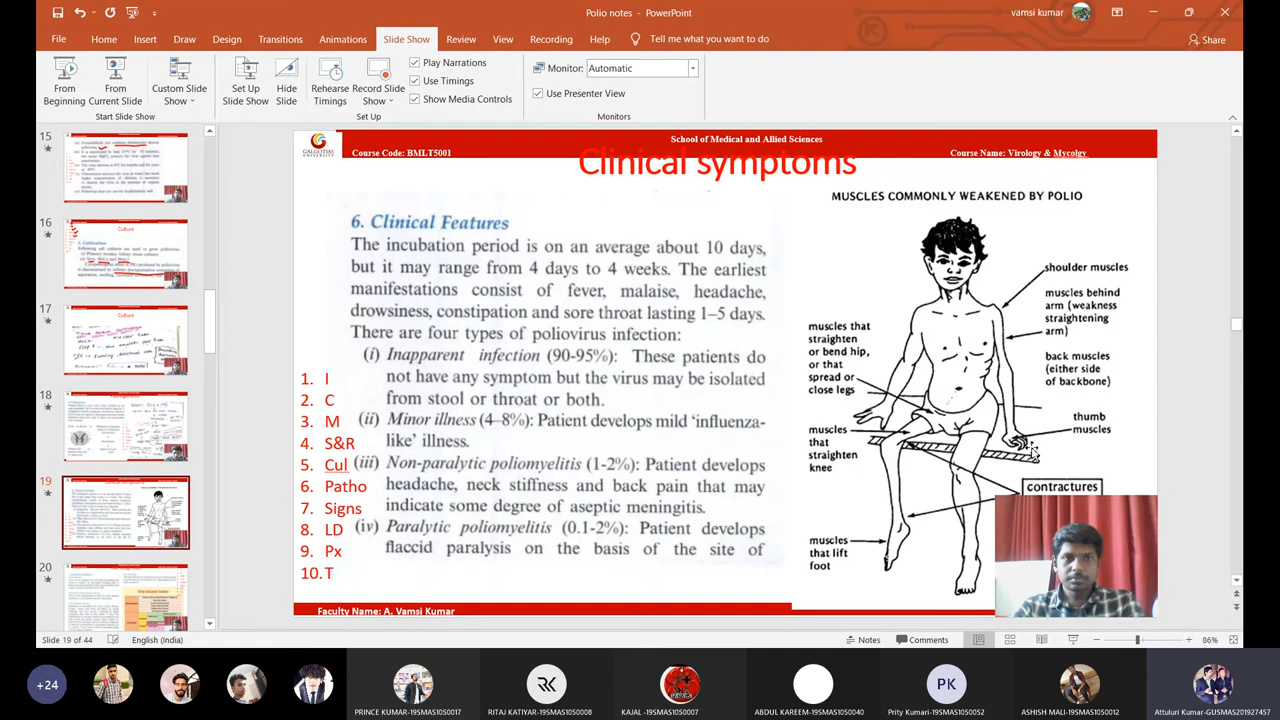 Polio notes - PowerPoint
vamsi kumar
File Home Insert Draw Design Transitions Animations Slide Show Review View Recording Help Tell me what you want to do
Share
From Beginning
From Current Slide
Custom Slide Show
Start Slide Show
Set Up Slide Show
Hide Slide
Rehearse Timings
Record Slide Show
Play Narrations
Use Timings
Show Media Controls
Set Up
Monitor: Automatic
Use Presenter View
Monitors
15
16
Culture
17
Culture
18
19
20
GALGOTIAS UNIVERSITY
School of Medical and Allied Sciences
Course Code: BMLT5001
Course Name: Virology & Mycolgy
Clinical symptoms
6. Clinical Features
The incubation period is on an average about 10 days,
but it may range from 4 days to 4 weeks. The earliest
manifestations consist of fever, malaise, headache,
drowsiness, constipation and sore throat lasting 1–5 days.
There are four types of poliovirus infection:
(i) Inapparent infection (90-95%): These patients do
not have any symptom but the virus may be isolated
from stool or throat or both.
(ii) Minor illness (4–8%): Patient develops mild 'influenza-
like' illness.
(iii) Non-paralytic poliomyelitis (1-2%): Patient develops
headache, neck stiffness and back pain that may
indicate some degree of aseptic meningitis.
(iv) Paralytic poliomyelitis (0.1-2%): Patient develops
flaccid paralysis on the basis of the site of
1. I
2. C
3. M
4. S&R
5. Cul
6. Patho
7. Signs
8. LD
9. Px
10. T
MUSCLES COMMONLY WEAKENED BY POLIO
shoulder muscles
muscles behind
arm (weakness
straightening
arm)
back muscles
(either side
of backbone)
thumb
muscles
contractures
muscles that
straighten
or bend hip,
or that
spread or
close legs
muscles
that
straighten
knee
muscles
that lift
foot
Faculty Name: A. Vamsi Kumar
Slide 19 of 44
English (India)
Notes
Comments
86%
+24
PRINCE KUMAR-19SMAS1050017
RK
RITAJ KATIYAR-19SMAS1050008
KAJAL -19SMAS1050007
ABDUL KAREEM-19SMAS1050040
PK
Prity Kumari-19SMAS1050052
ASHISH MALI-19SMAS1050012
Attuluri Kumar-GUSMAS201927457